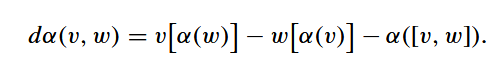 dα(v, w) = v[α(w)] − w[α(v)] − α([v, w]).